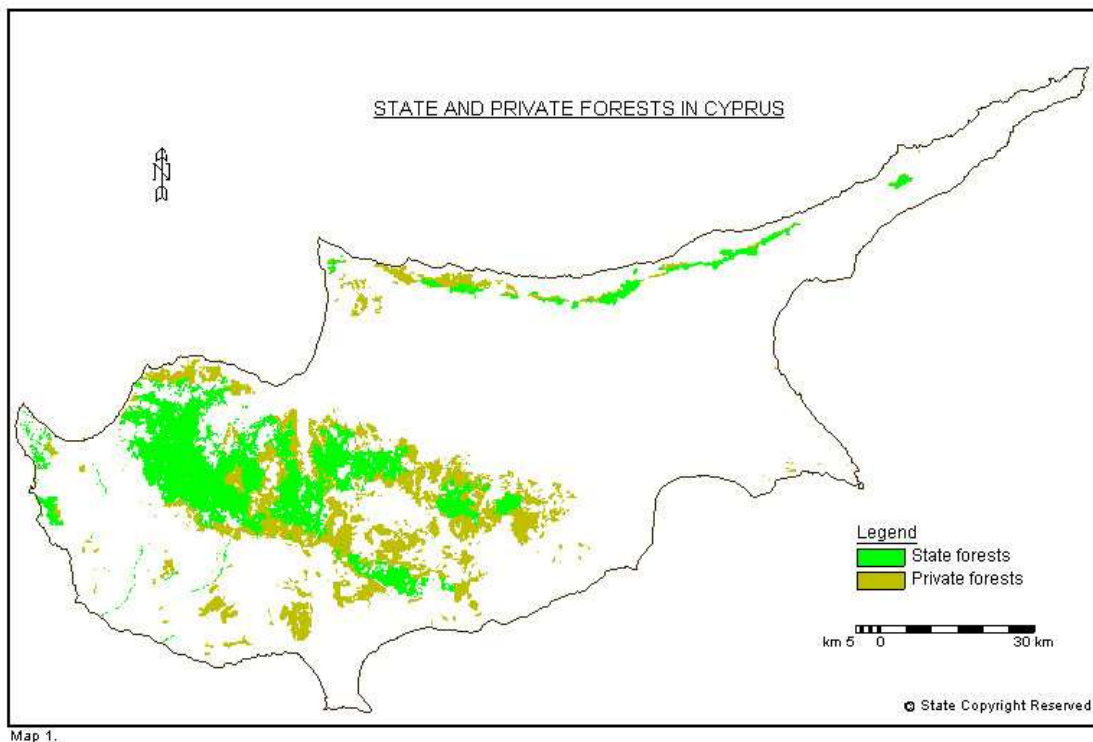 STATE AND PRIVATE FORESTS IN CYPRUS
N
Legend
State forests
Private forests
km 5 0 30 km
© State Copyright Reserved
Map 1.